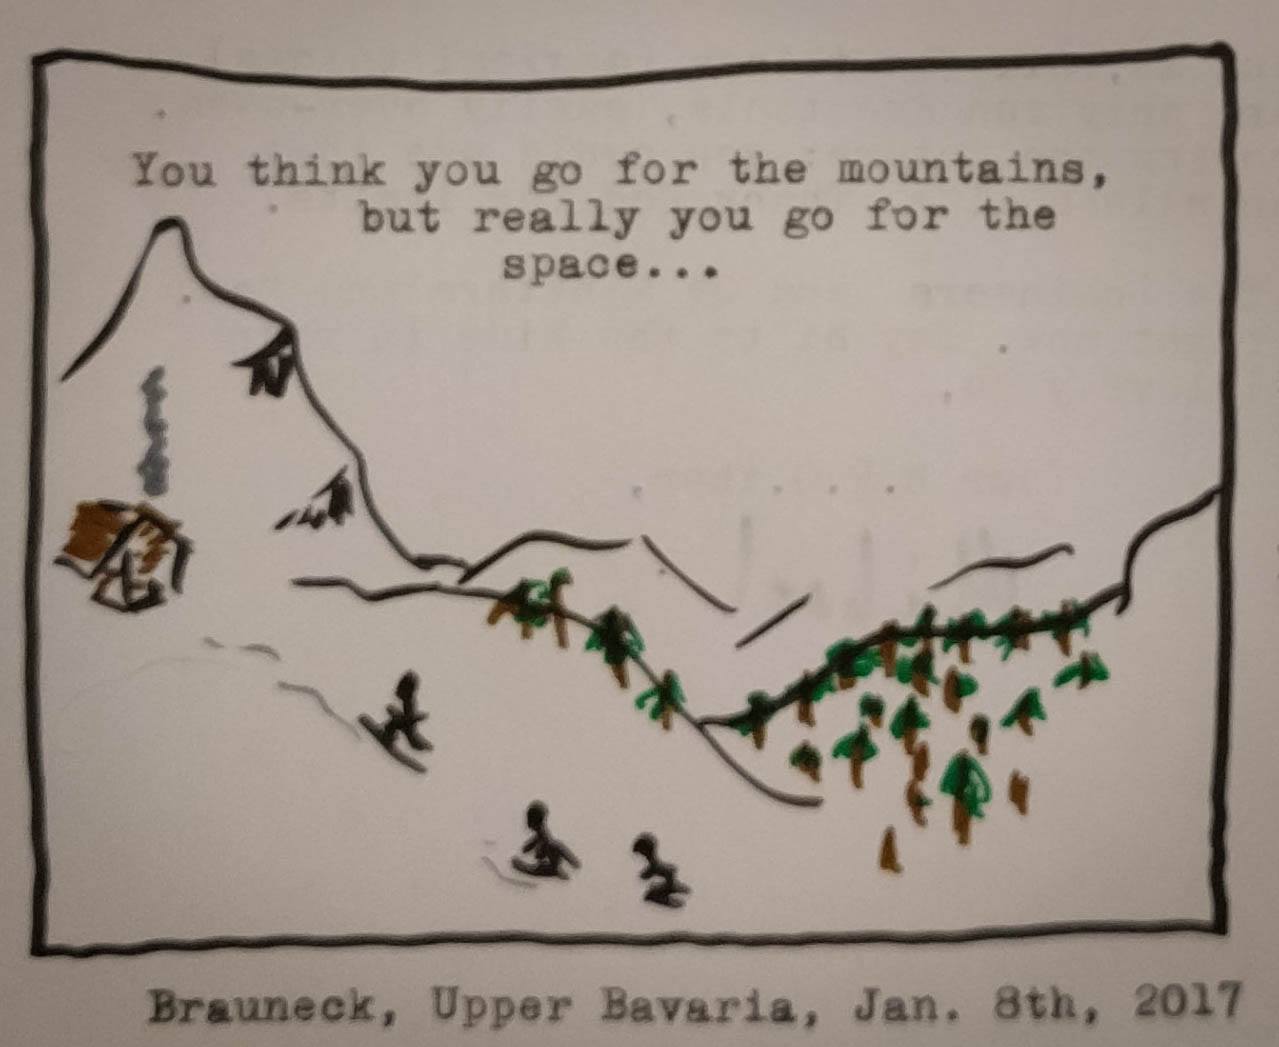 You think you go for the mountains,
but really you go for the
space...
Brauneck, Upper Bavaria, Jan. 8th, 2017